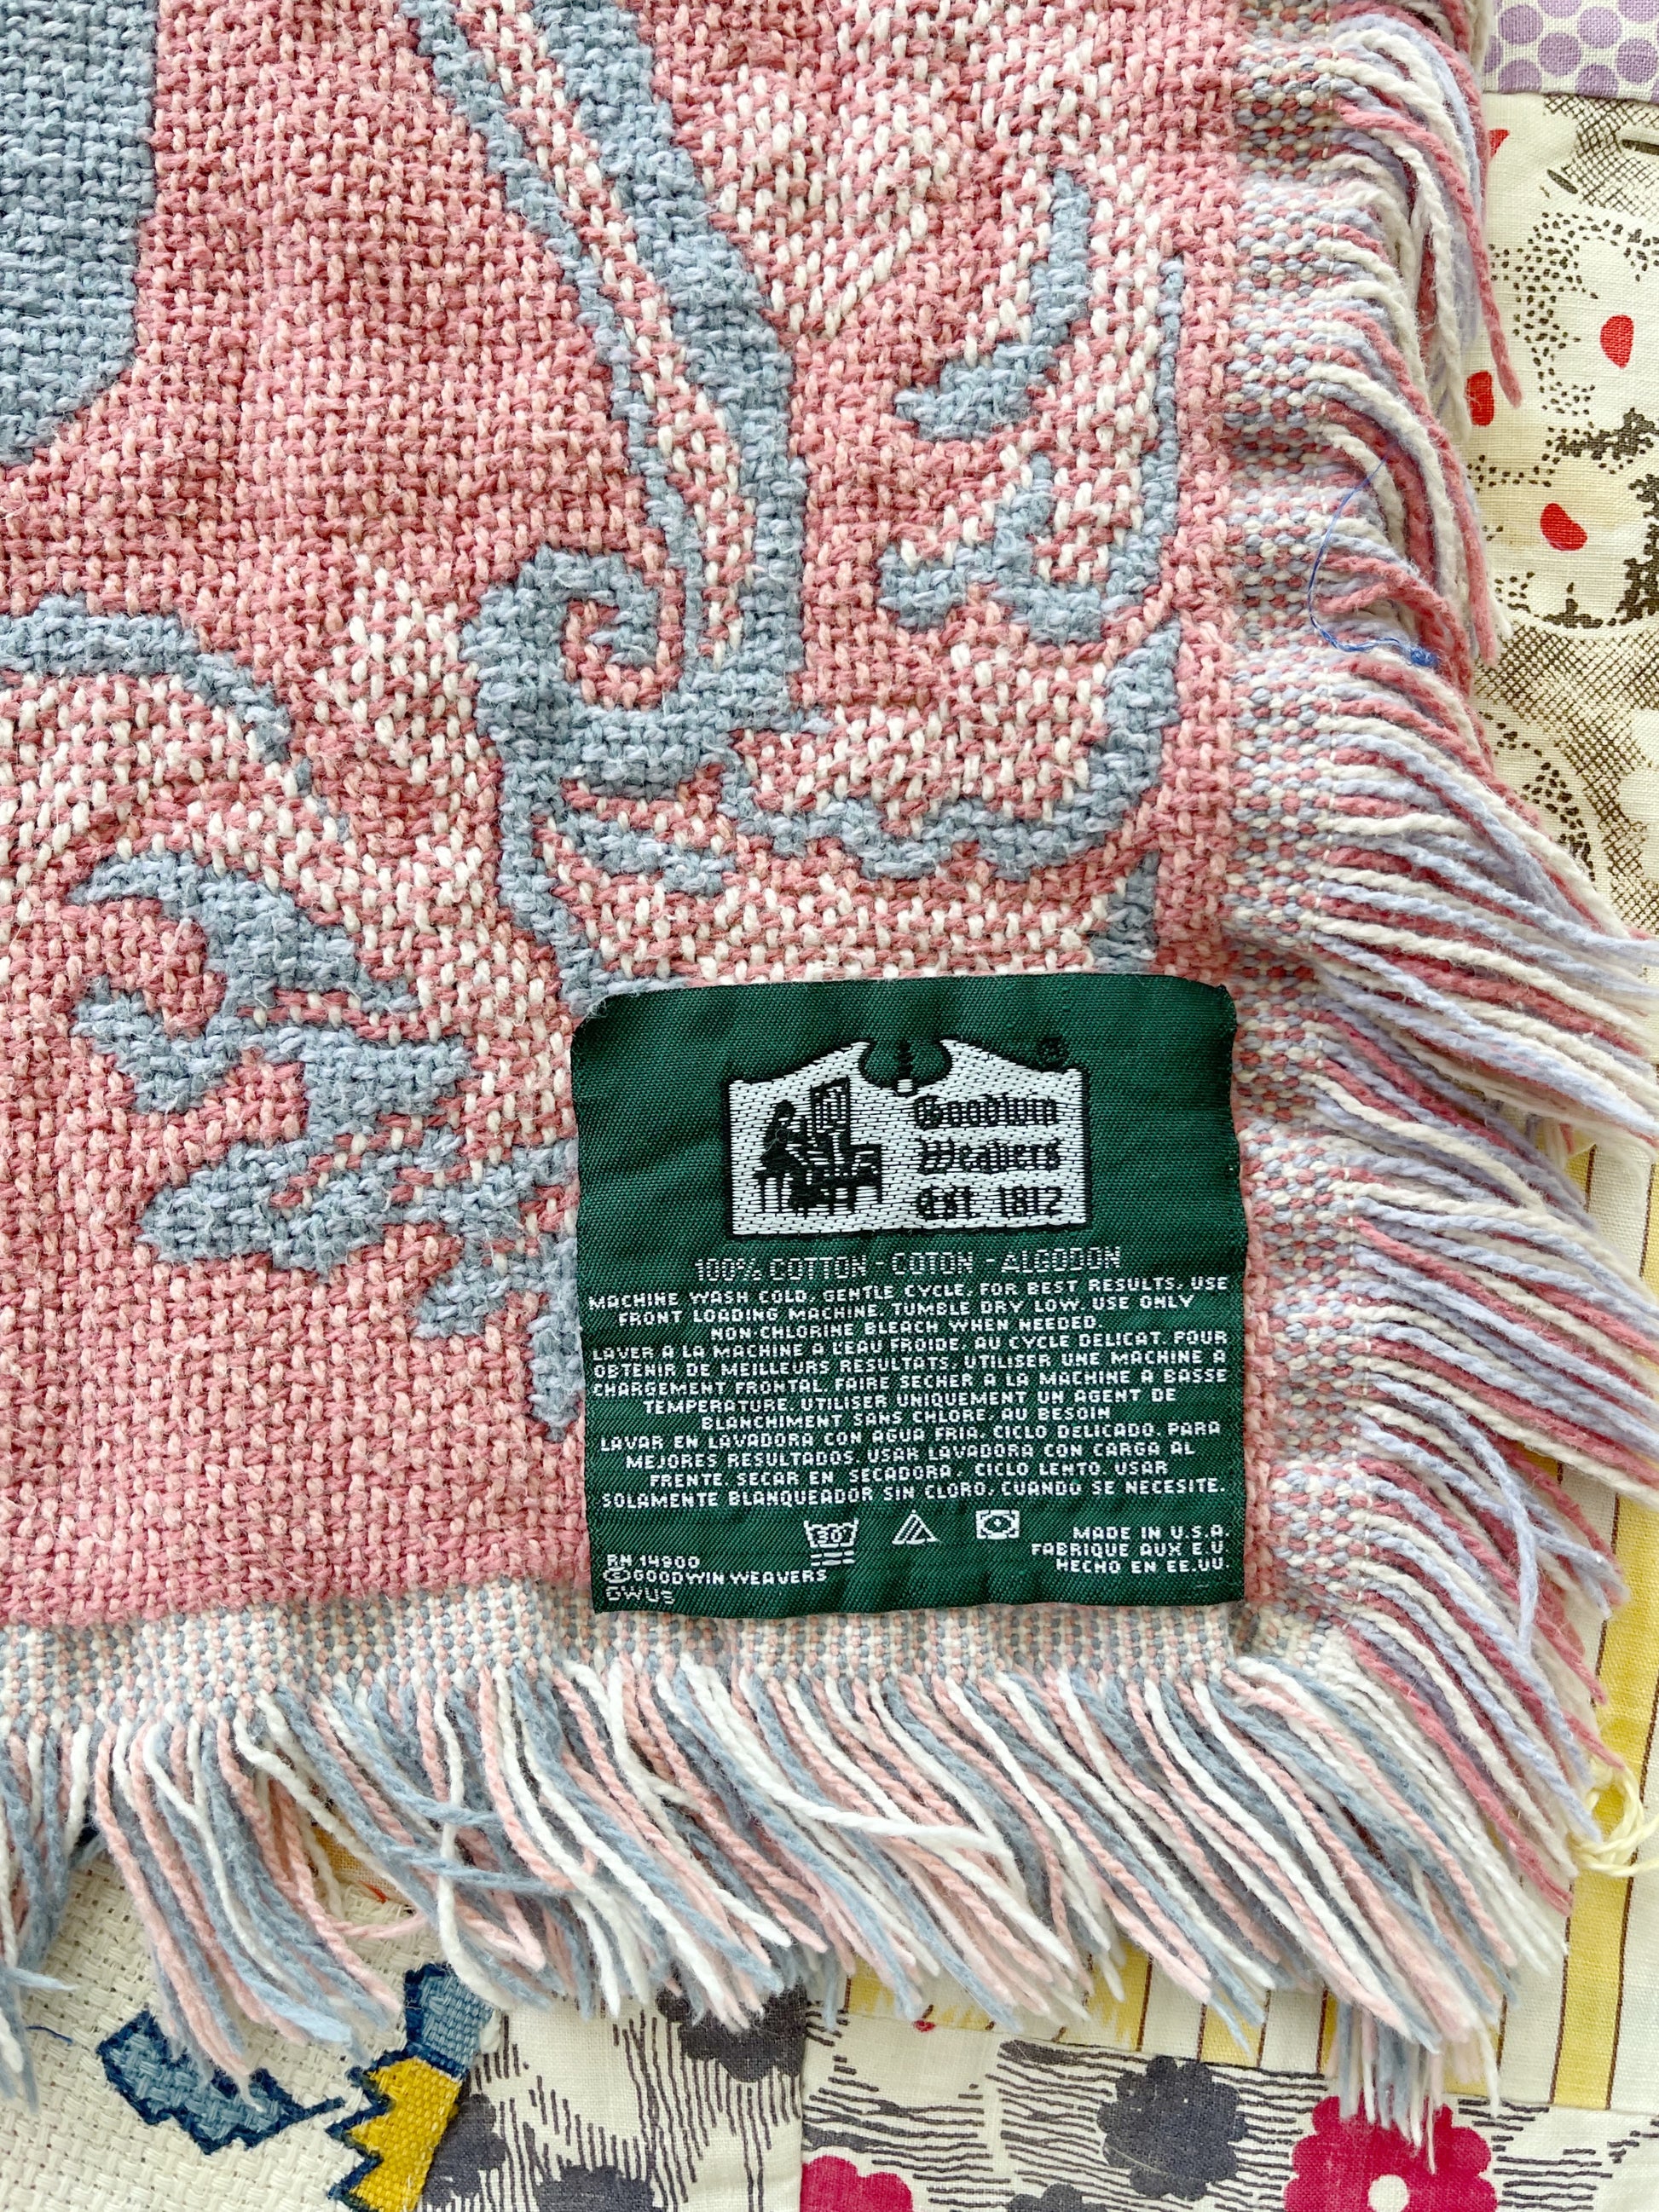 ®
Goodwin
Weavers
Est. 1812
100% COTTON - COTON - ALGODON
MACHINE WASH COLD, GENTLE CYCLE, FOR BEST RESULTS, USE
FRONT LOADING MACHINE, TUMBLE DRY LOW, USE ONLY
NON-CHLORINE BLEACH WHEN NEEDED.
LAVER A LA MACHINE A L'EAU FROIDE, AU CYCLE DELICAT, POUR
OBTENIR DE MEILLEURS RESULTATS, UTILISER UNE MACHINE A
CHARGEMENT FRONTAL, FAIRE SECHER A LA MACHINE A BASSE
TEMPERATURE, UTILISER UNIQUEMENT UN AGENT DE
BLANCHIMENT SANS CHLORE, AU BESOIN
LAVAR EN LAVADORA CON AGUA FRIA, CICLO DELICADO, PARA
MEJORES RESULTADOS, USAR LAVADORA CON CARGA AL
FRENTE, SECAR EN SECADORA, CICLO LENTO, USAR
SOLAMENTE BLANQUEADOR SIN CLORO, CUANDO SE NECESITE.
RN 14900
©GOODWIN WEAVERS
GWUS
MADE IN U.S.A.
FABRIQUE AUX E.U
HECHO EN EE.UU.